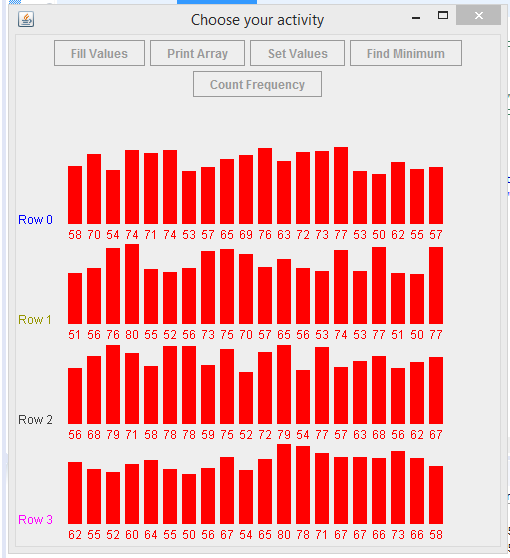 Choose your activity
Fill Values Print Array Set Values Find Minimum
Count Frequency
Row 0
58 70 54 74 71 74 53 57 65 69 76 63 72 73 77 53 50 62 55 57
Row 1
51 56 76 80 55 52 56 73 75 70 57 65 56 53 74 53 77 51 50 77
Row 2
56 68 79 71 58 78 78 59 75 52 72 79 54 77 57 63 68 56 62 67
Row 3
62 55 52 60 64 55 50 56 67 54 65 80 78 71 67 67 66 73 66 58